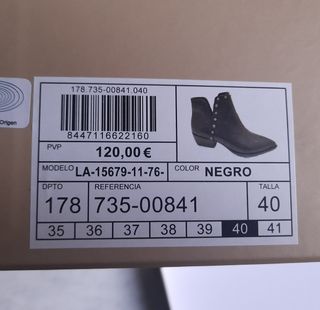 178.735-00841.040
8447116622160
PVP 120,00 €
MODELO LA-15679-11-76- COLOR NEGRO
DPTO REFERENCIA TALLA
178 735-00841 40
35 36 37 38 39 40 41
Origen